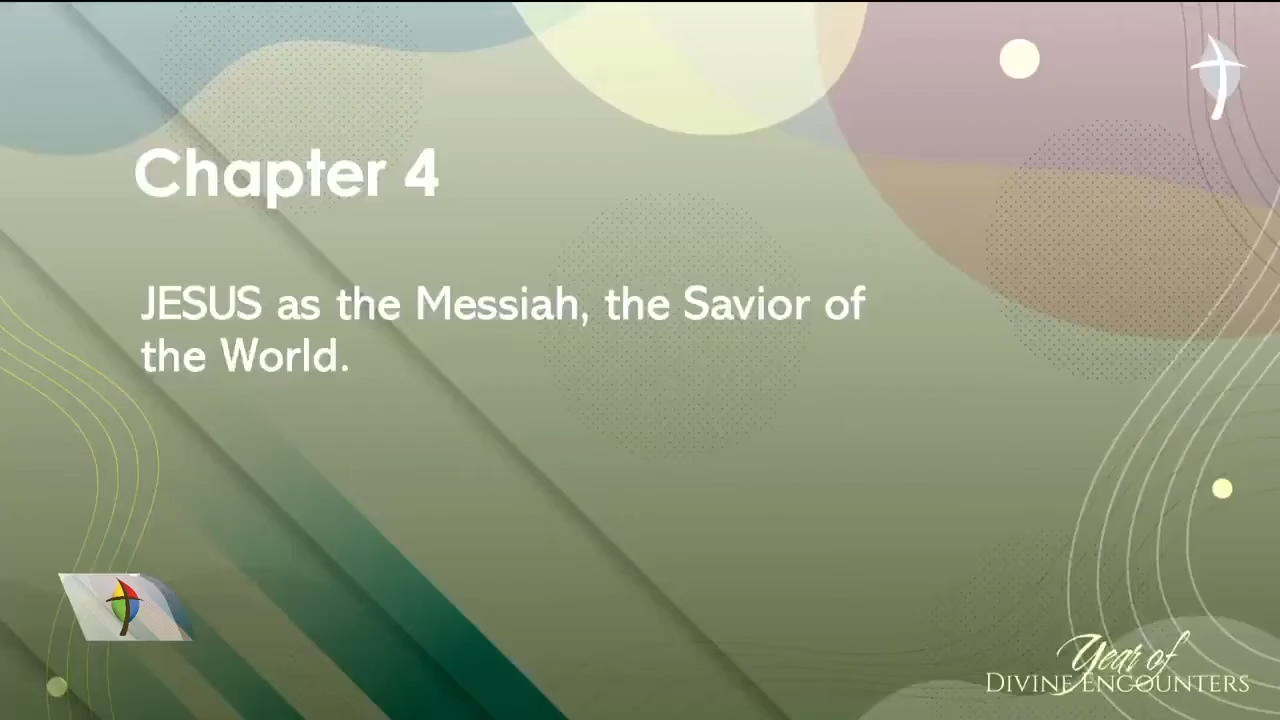 Chapter 4
JESUS as the Messiah, the Savior of
the World.
Year of
DIVINE ENCOUNTERS